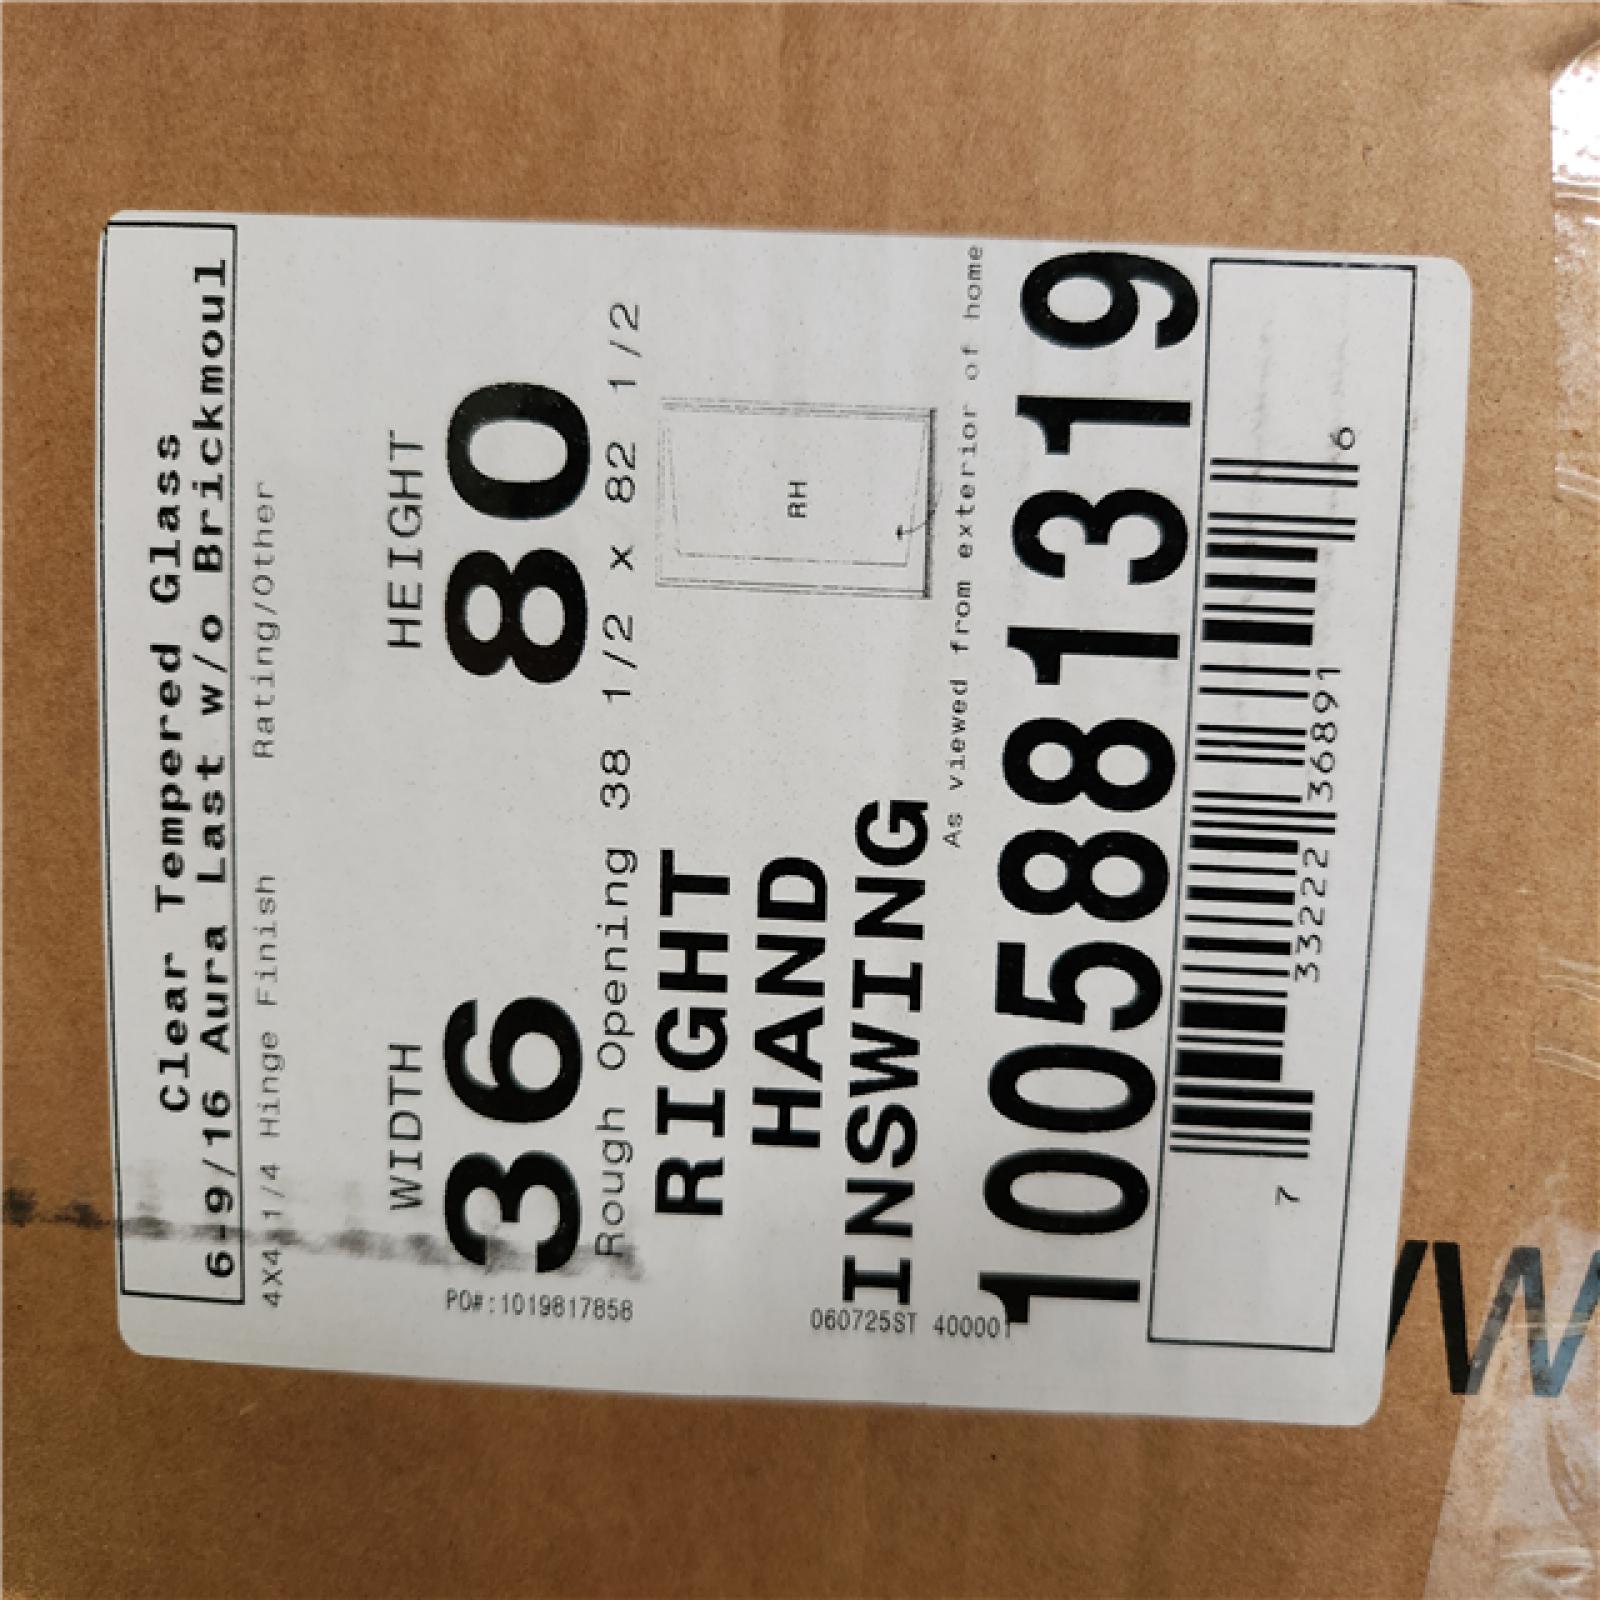 Clear Tempered Glass
6-9/16 Aura Last w/o Brickmoul
4X4 1/4 Hinge Finish Rating/Other
WIDTH HEIGHT
36 80
PO#:1019817858
Rough Opening 38 1/2 x 82 1/2
RIGHT
HAND
INSWING
RH
060725ST 400001
As viewed from exterior of home
1005881319
7 33222 36891 6